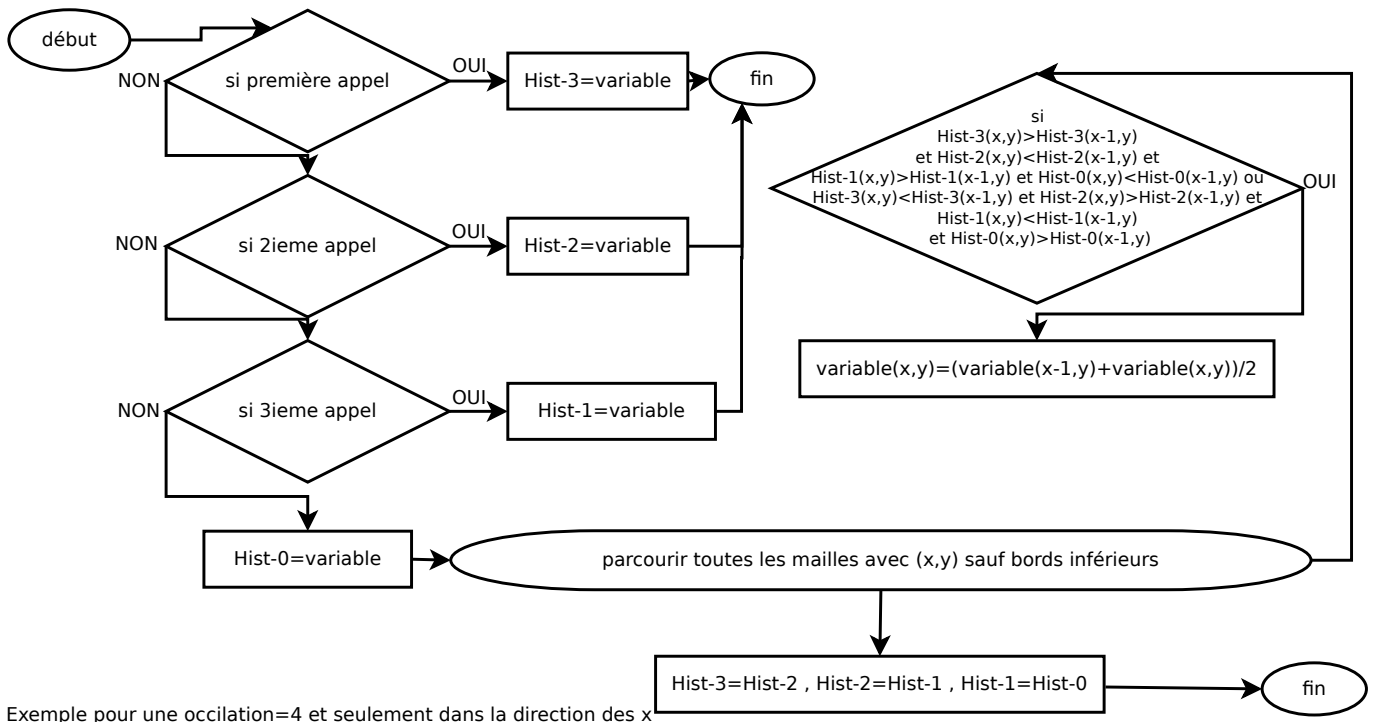 début
si première appel
OUI
NON
Hist-3=variable
fin
si 2ieme appel
OUI
NON
Hist-2=variable
si 3ieme appel
OUI
NON
Hist-1=variable
Hist-0=variable
parcourir toutes les mailles avec (x,y) sauf bords inférieurs
si
Hist-3(x,y)>Hist-3(x-1,y)
et Hist-2(x,y)<Hist-2(x-1,y) et
Hist-1(x,y)>Hist-1(x-1,y) et Hist-0(x,y)<Hist-0(x-1,y) ou
Hist-3(x,y)<Hist-3(x-1,y) et Hist-2(x,y)>Hist-2(x-1,y) et
Hist-1(x,y)<Hist-1(x-1,y)
et Hist-0(x,y)>Hist-0(x-1,y)
OUI
variable(x,y)=(variable(x-1,y)+variable(x,y))/2
Hist-3=Hist-2 , Hist-2=Hist-1 , Hist-1=Hist-0
fin
Exemple pour une occilation=4 et seulement dans la direction des x